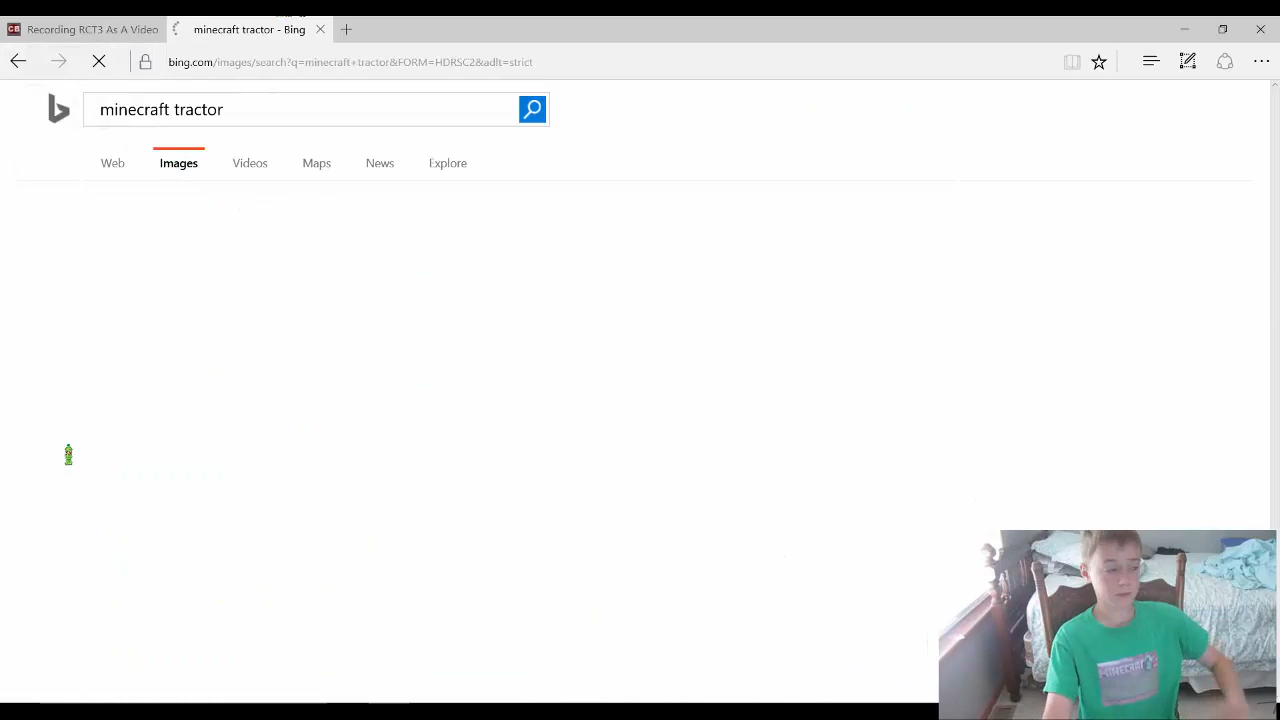 Recording RCT3 As A Video
minecraft tractor - Bing
bing.com/images/search?q=minecraft+tractor&FORM=HDRSC2&adlt=strict
minecraft tractor
Web Images Videos Maps News Explore
MINECRAFT